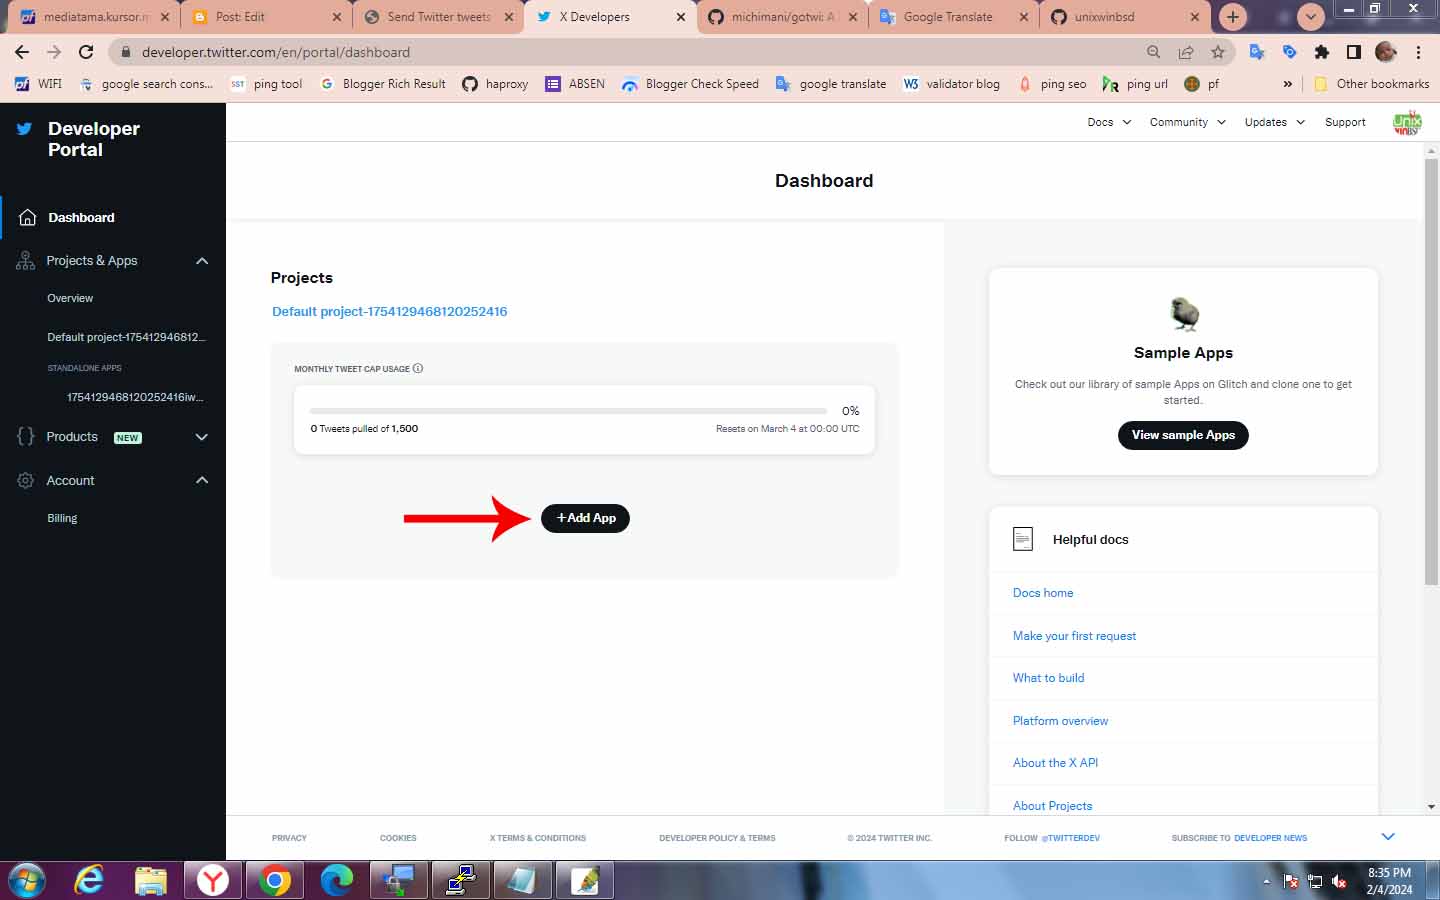 mediatama.kursor.m
Post: Edit
Send Twitter tweets
X Developers
michimani/gotwi: A
Google Translate
unixwinbsd
developer.twitter.com/en/portal/dashboard
WIFI
google search cons...
SST
ping tool
Blogger Rich Result
haproxy
ABSEN
Blogger Check Speed
google translate
W3
validator blog
ping seo
ping url
pf
»
Other bookmarks
Developer
Portal
Docs
Community
Updates
Support
Unix
WIN
Dashboard
Dashboard
Projects & Apps
Overview
Default project-175412946812...
STANDALONE APPS
1754129468120252416iw...
Products
NEW
Account
Billing
Projects
Default project-1754129468120252416
MONTHLY TWEET CAP USAGE
0%
0 Tweets pulled of 1,500
Resets on March 4 at 00:00 UTC
+Add App
Sample Apps
Check out our library of sample Apps on Glitch and clone one to get
started.
View sample Apps
Helpful docs
Docs home
Make your first request
What to build
Platform overview
About the X API
About Projects
PRIVACY
COOKIES
X TERMS & CONDITIONS
DEVELOPER POLICY & TERMS
© 2024 TWITTER INC.
FOLLOW @TWITTERDEV
SUBSCRIBE TO DEVELOPER NEWS
8:35 PM
2/4/2024